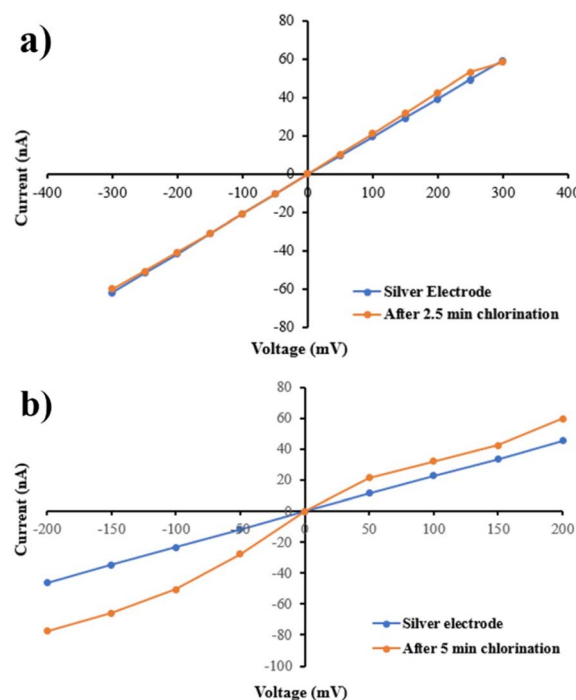 a)
80
60
40
20
0
-20
-40
-60
-80
-400 -300 -200 -100 0 100 200 300 400
Current (nA)
Voltage (mV)
Silver Electrode
After 2.5 min chlorination
b)
80
60
40
20
0
-20
-40
-60
-80
-100
-200 -150 -100 -50 0 50 100 150 200
Current (nA)
Voltage (mV)
Silver electrode
After 5 min chlorination